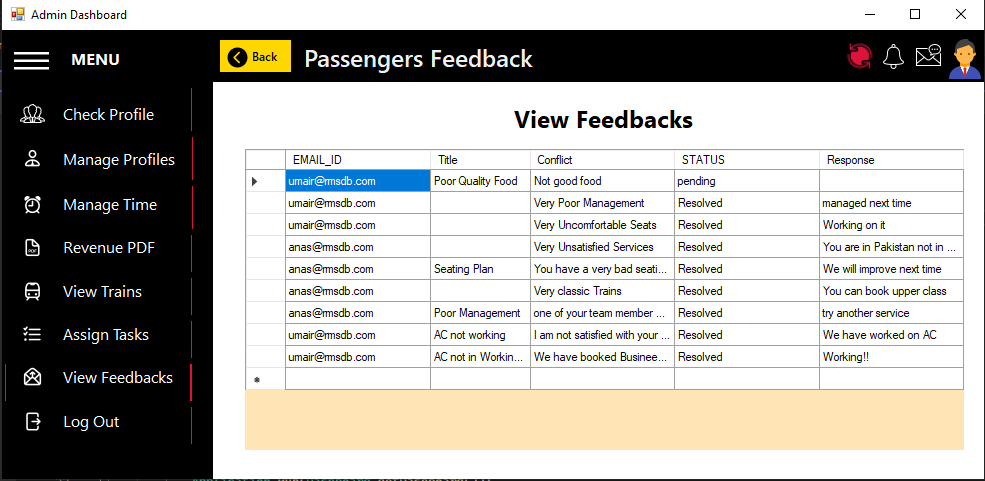 Admin Dashboard
MENU
Back
Passengers Feedback
Check Profile
Manage Profiles
Manage Time
PDF
Revenue PDF
View Trains
Assign Tasks
View Feedbacks
Log Out
View Feedbacks
EMAIL_ID Title Conflict STATUS Response
umair@rmsdb.com Poor Quality Food Not good food pending
umair@rmsdb.com Very Poor Management Resolved managed next time
umair@rmsdb.com Very Uncomfortable Seats Resolved Working on it
anas@rmsdb.com Very Unsatisfied Services Resolved You are in Pakistan not in ...
anas@rmsdb.com Seating Plan You have a very bad seati... Resolved We will improve next time
anas@rmsdb.com Very classic Trains Resolved You can book upper class
anas@rmsdb.com Poor Management one of your team member ... Resolved try another service
umair@rmsdb.com AC not working I am not satisfied with your ... Resolved We have worked on AC
umair@rmsdb.com AC not in Workin... We have booked Businee... Resolved Working!!